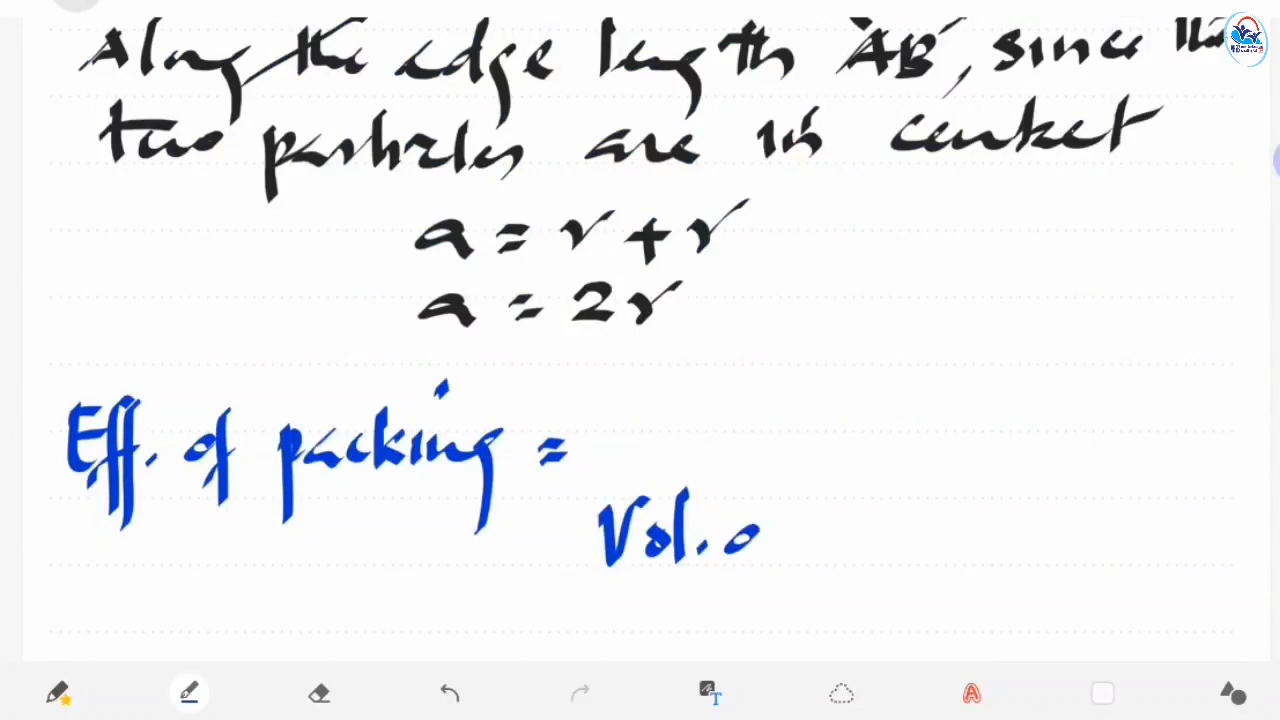 Along the edge length 'AB', since the
two particles are in contact
a = r + r
a = 2r
Eff. of packing =
Vol. o